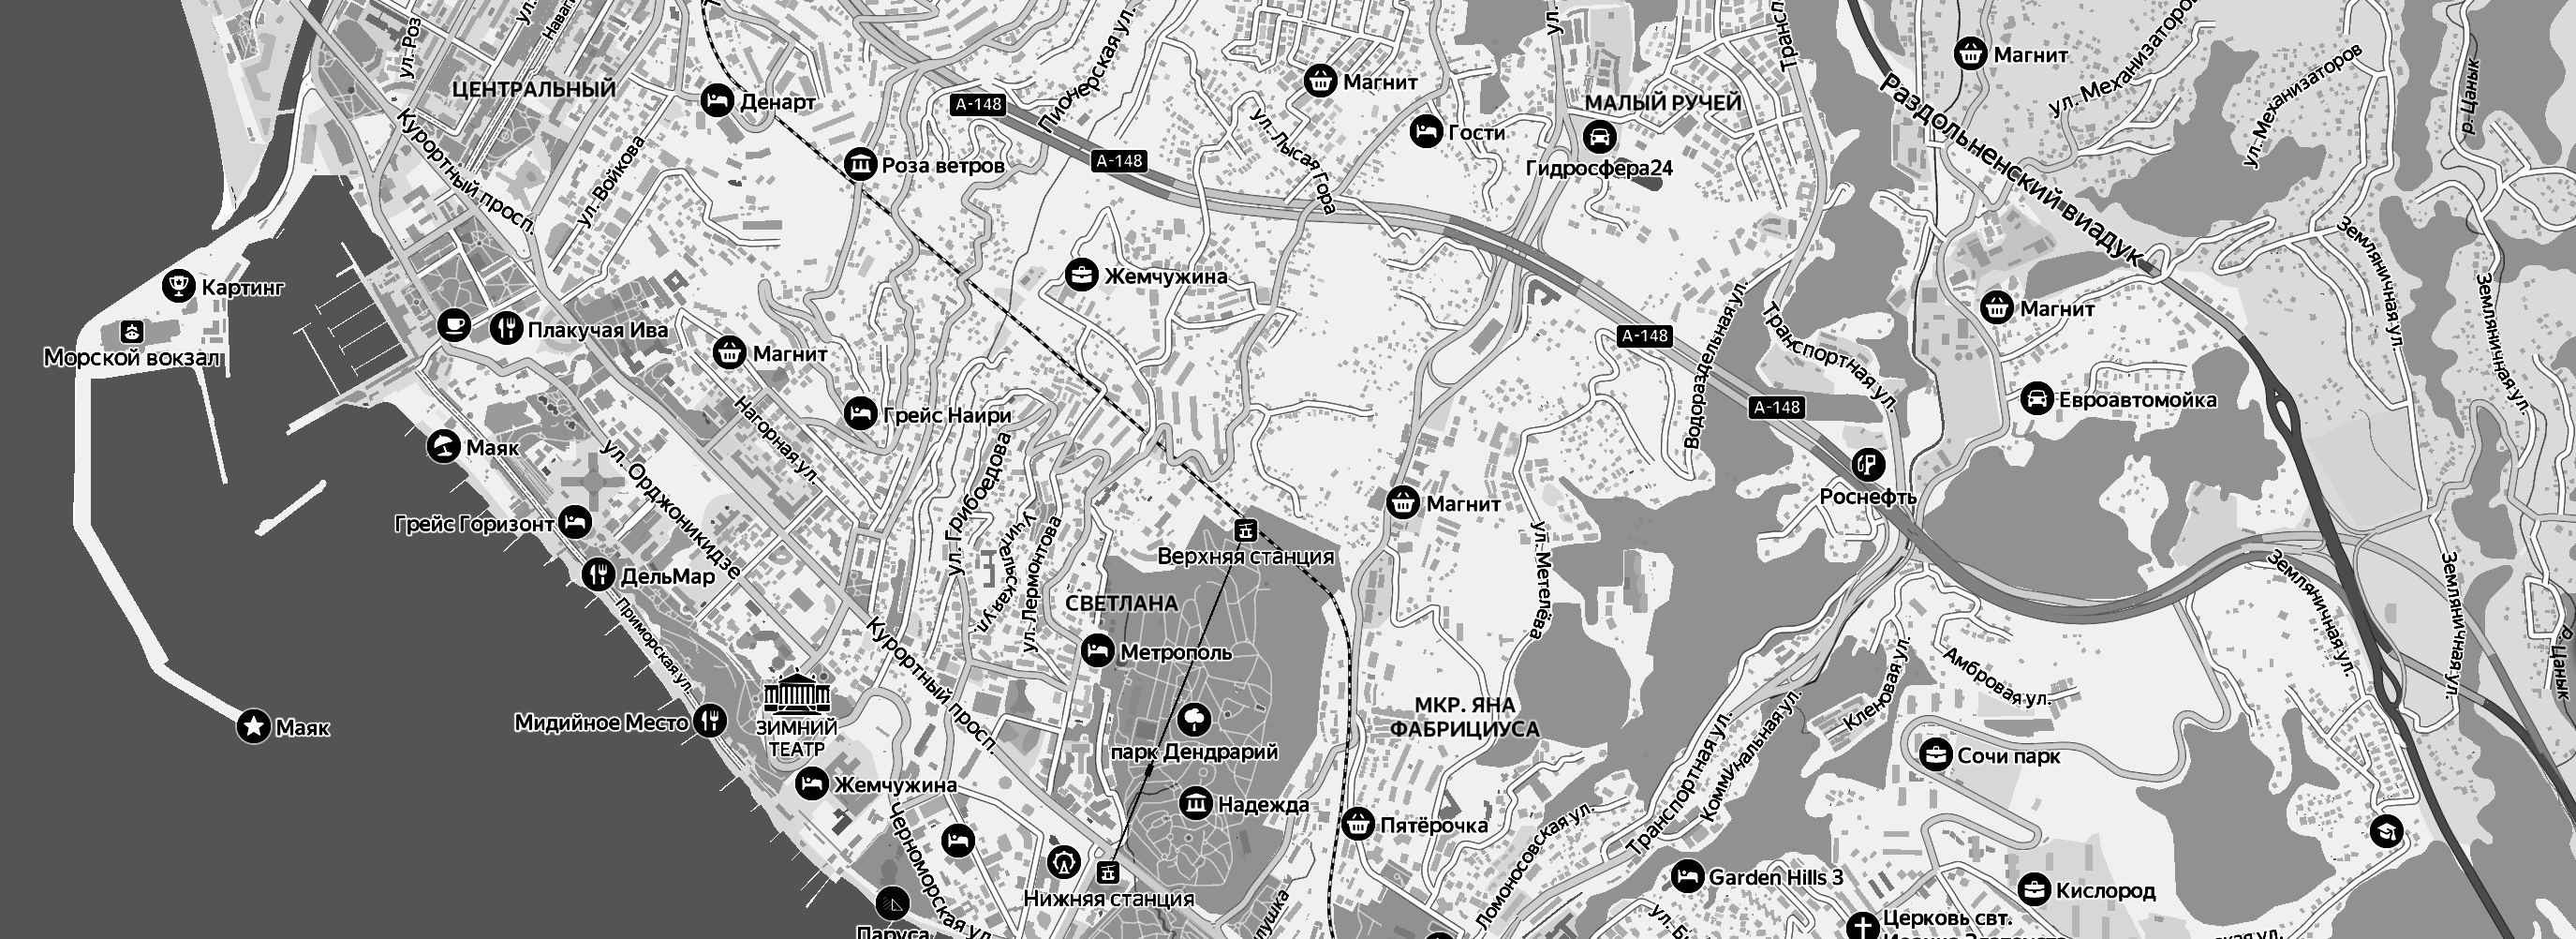 ул. Роз
ул.
Пионерская ул.
ул.
ЦЕНТРАЛЬНЫЙ
Денарт
А-148
Магнит
МАЛЫЙ РУЧЕЙ
Магнит
ул. Механизаторов
ул. Механизаторов
р. Цанык
Раздольненский виадук
Курортный просп.
ул. Войкова
Роза ветров
А-148
ул. Лысая Гора
Гости
Гидросфера24
Картинг
Жемчужина
Морской вокзал
Плакучая Ива
Магнит
А-148
Водораздельная ул.
Транспортная ул.
Магнит
Земляничная ул.
Земляничная ул.
Нагорная ул.
Грейс Наири
А-148
Евроавтомойка
Маяк
ул. Орджоникидзе
ул. Грибоедова
Учительская ул.
ул. Лермонтова
Магнит
Роснефть
Грейс Горизонт
Верхняя станция
ул. Метелёва
ДельМар
СВЕТЛАНА
Приморская ул.
Курортный просп.
Метрополь
Земляничная ул.
Земляничная ул.
р. Цанык
Маяк
Мидийное Место
ЗИМНИЙ
ТЕАТР
парк Дендрарий
МКР. ЯНА
ФАБРИЦИУСА
Транспортная ул.
Коммунальная ул.
Кленовая ул.
Амбровая ул.
Сочи парк
Жемчужина
Черноморская ул.
Надежда
Пятёрочка
Ломоносовская ул.
Нижняя станция
Garden Hills 3
Кислород
Паруса
Церковь свт.